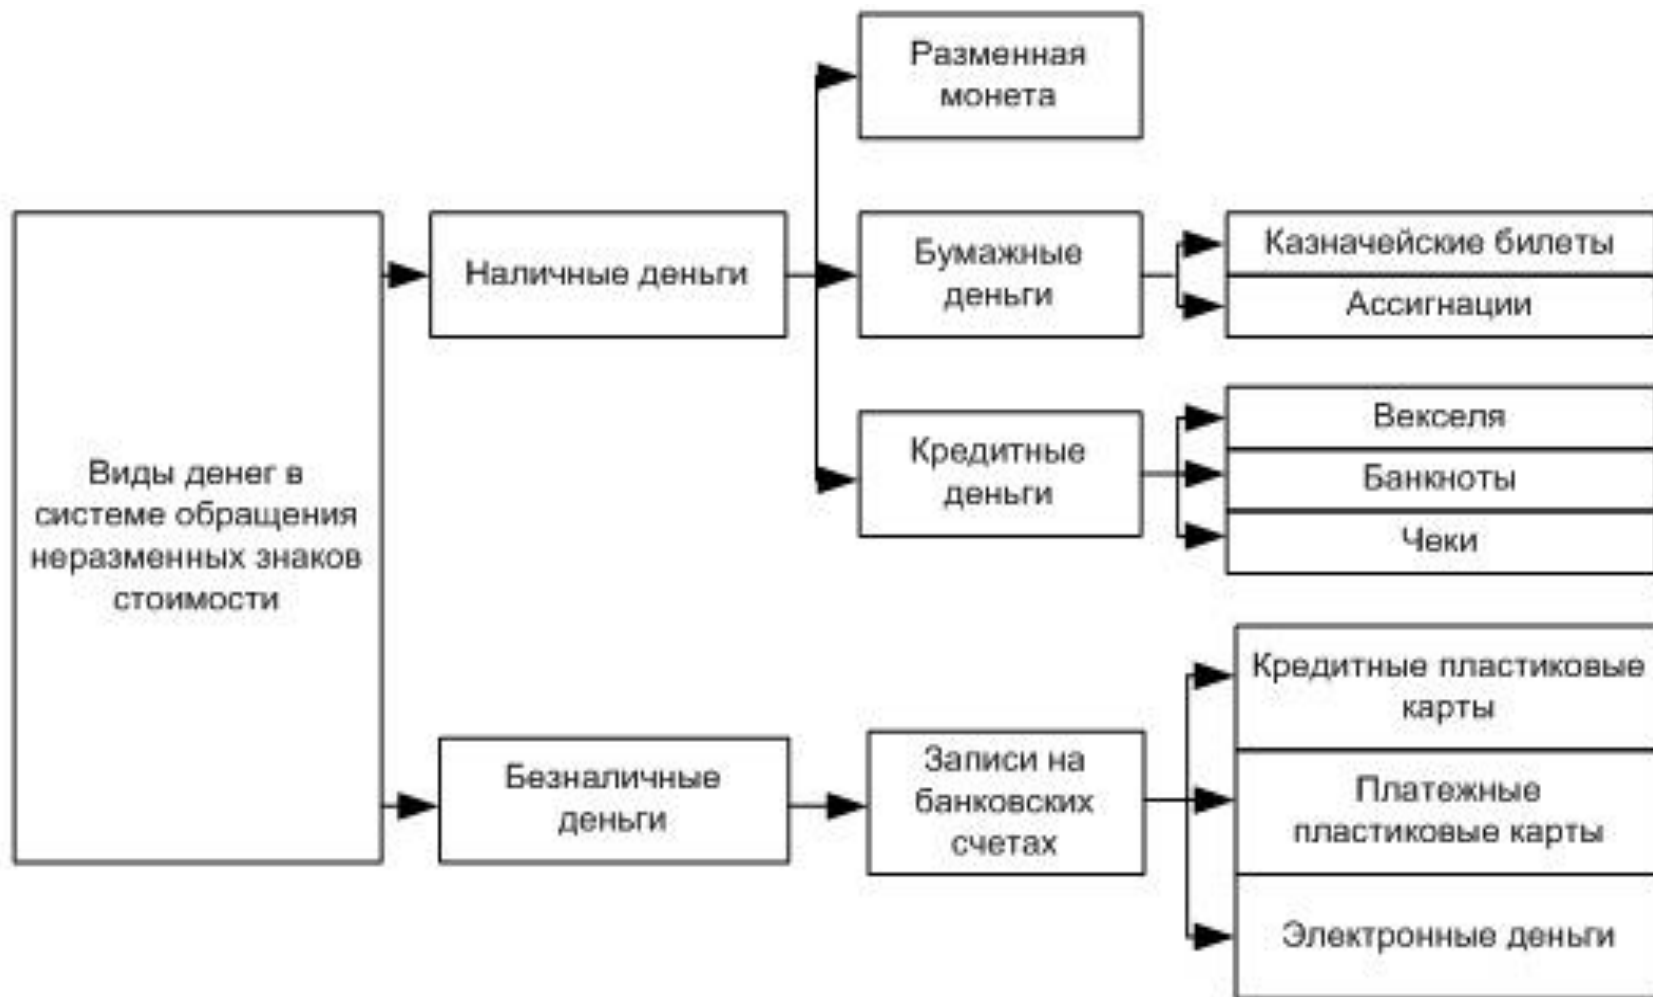 Разменная
монета
Наличные деньги
Бумажные
деньги
Казначейские билеты
Ассигнации
Кредитные
деньги
Векселя
Банкноты
Чеки
Виды денег в
системе обращения
неразменных знаков
стоимости
Безналичные
деньги
Записи на
банковских
счетах
Кредитные пластиковые
карты
Платежные
пластиковые карты
Электронные деньги